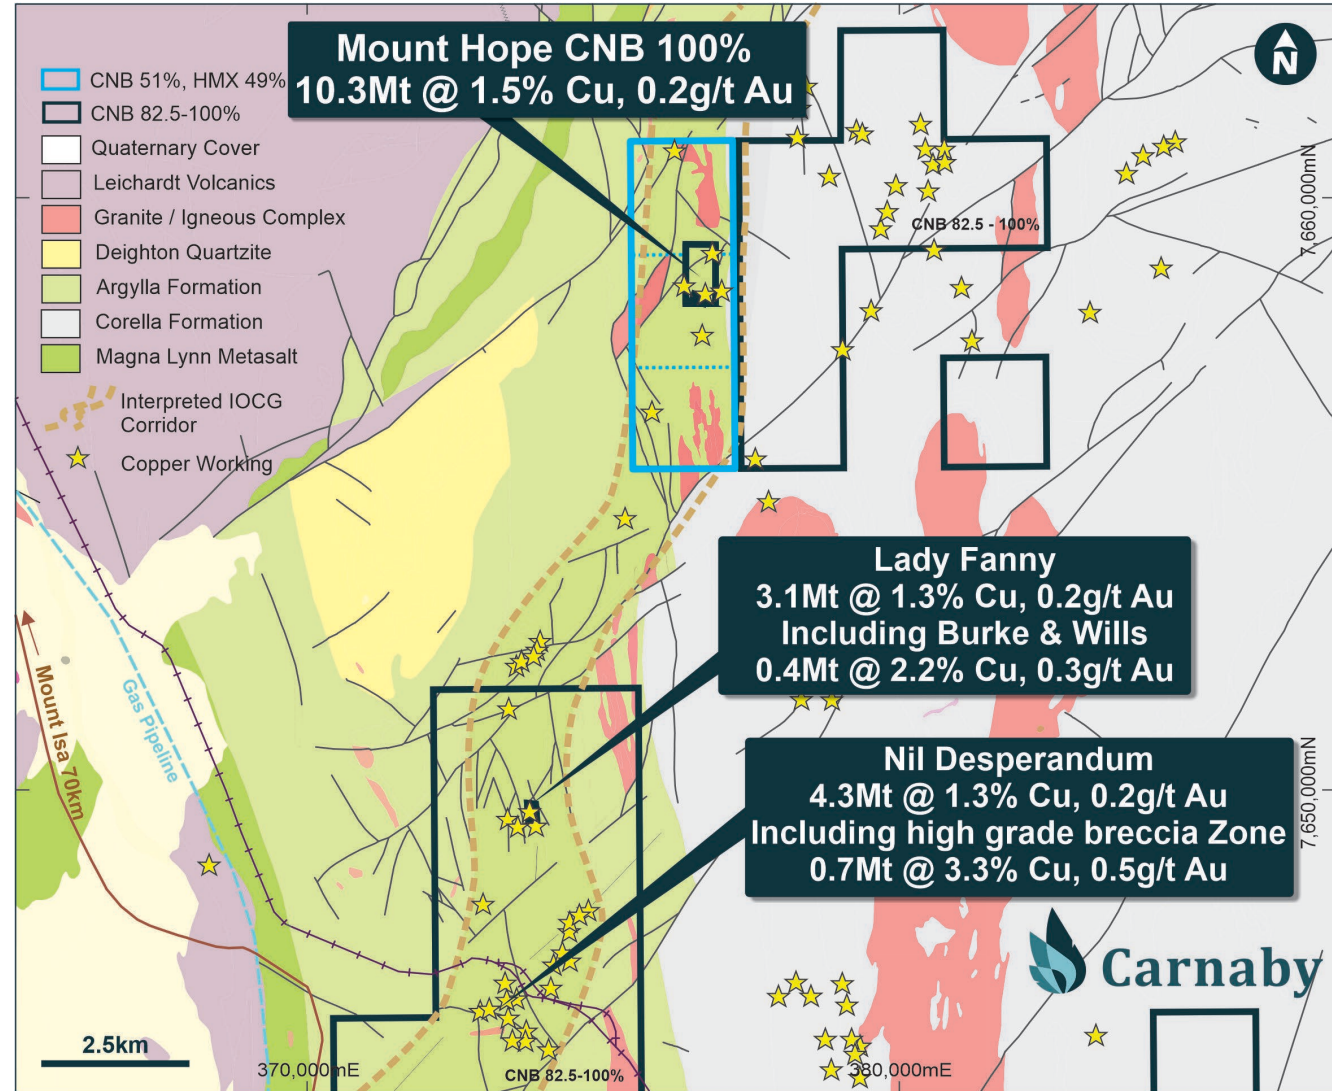 Mount Hope CNB 100%
10.3Mt @ 1.5% Cu, 0.2g/t Au
N
CNB 51%, HMX 49%
CNB 82.5-100%
Quaternary Cover
Leichardt Volcanics
Granite / Igneous Complex
Deighton Quartzite
Argylla Formation
Corella Formation
Magna Lynn Metasalt
Interpreted IOCG
Corridor
Copper Working
CNB 82.5 - 100%
7,660,000mN
Lady Fanny
3.1Mt @ 1.3% Cu, 0.2g/t Au
Including Burke & Wills
0.4Mt @ 2.2% Cu, 0.3g/t Au
Mount Isa 70km
Gas Pipeline
Nil Desperandum
4.3Mt @ 1.3% Cu, 0.2g/t Au
Including high grade breccia Zone
0.7Mt @ 3.3% Cu, 0.5g/t Au
7,650,000mN
Carnaby
2.5km
370,000mE
CNB 82.5-100%
380,000mE